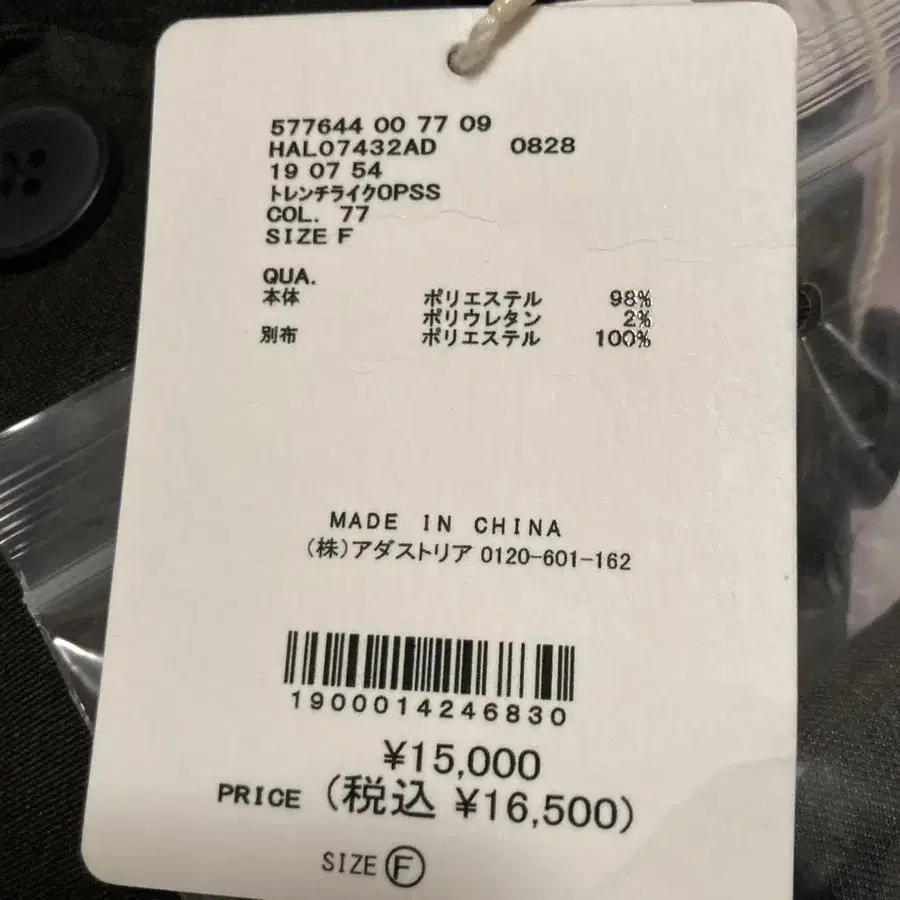 577644 00 77 09
HAL07432AD 0828
19 07 54
トレンチライクOPSS
COL. 77
SIZE F
QUA.
本体 ポリエステル 98%
ポリウレタン 2%
別布 ポリエステル 100%
MADE IN CHINA
(株)アダストリア 0120-601-162
1900014246830
¥15,000
PRICE (税込 ¥16,500)
SIZE F